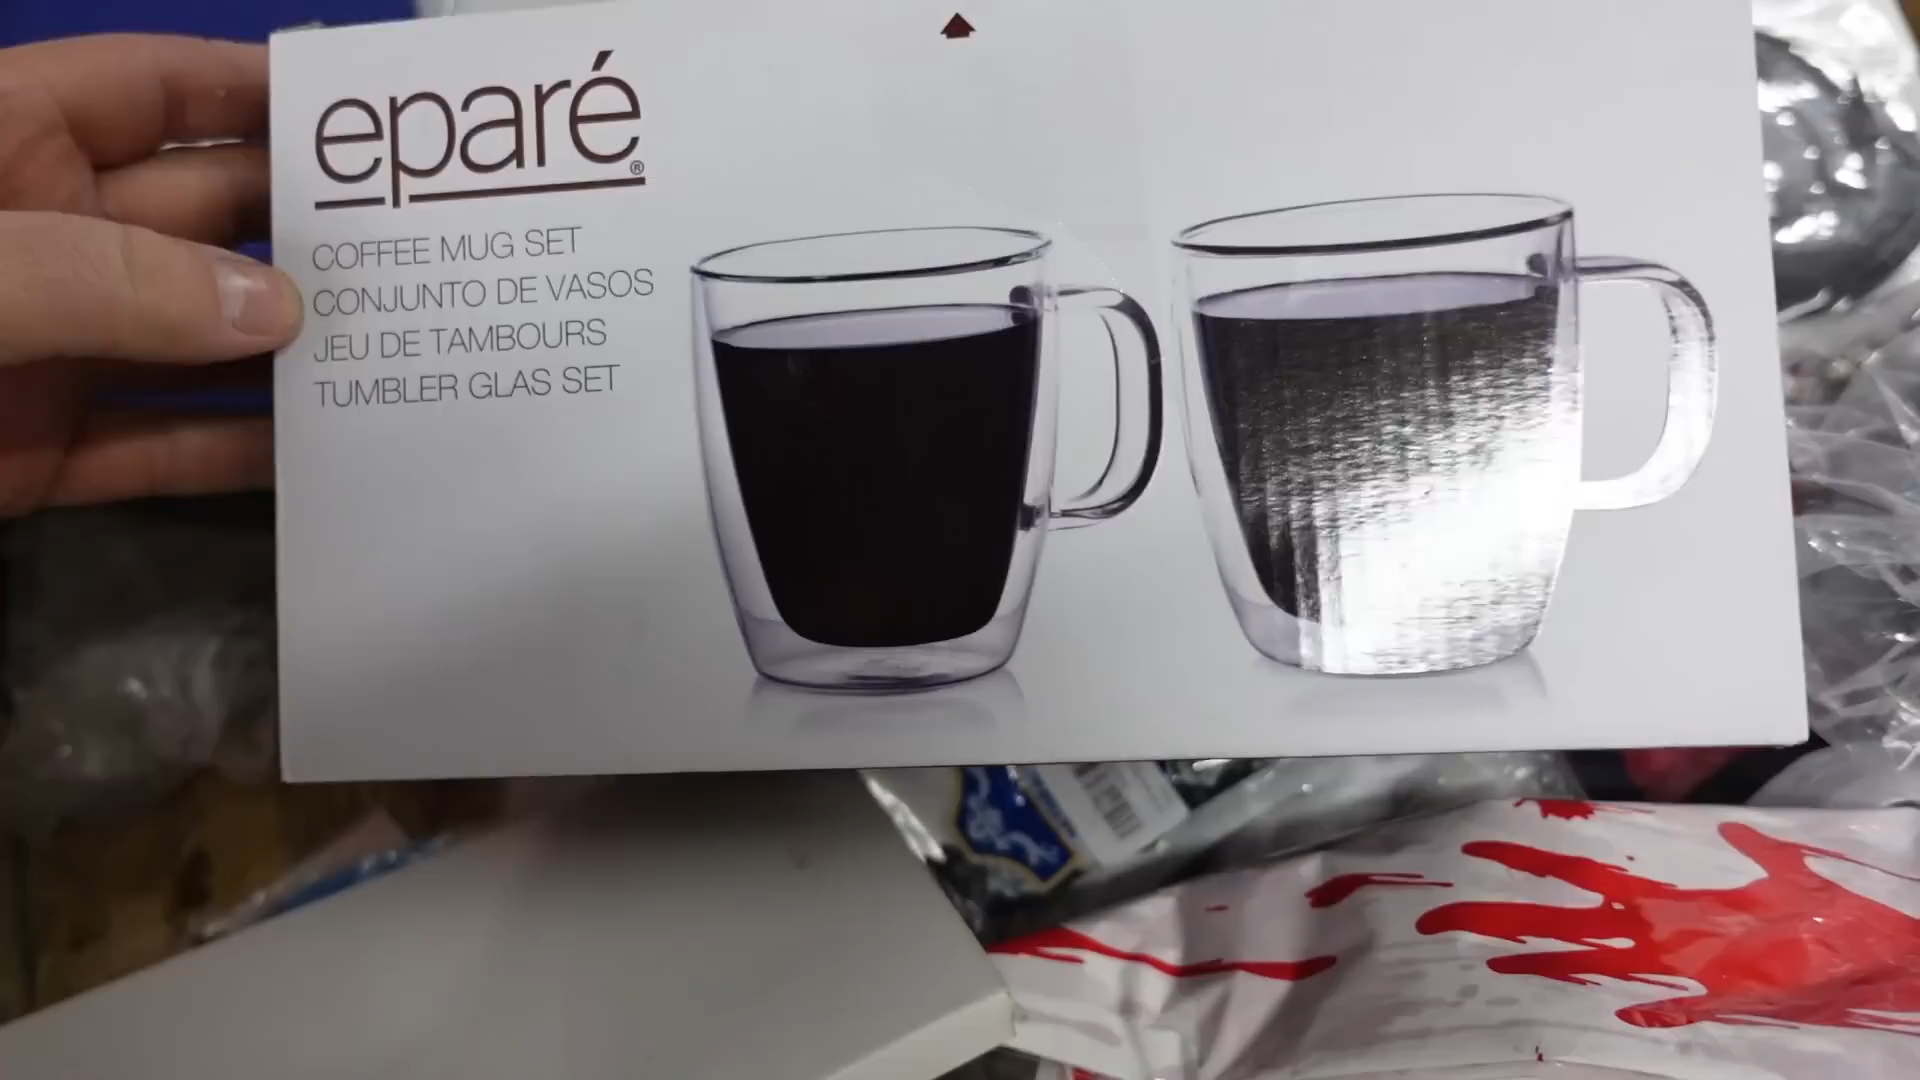 eparé®
COFFEE MUG SET
CONJUNTO DE VASOS
JEU DE TAMBOURS
TUMBLER GLAS SET